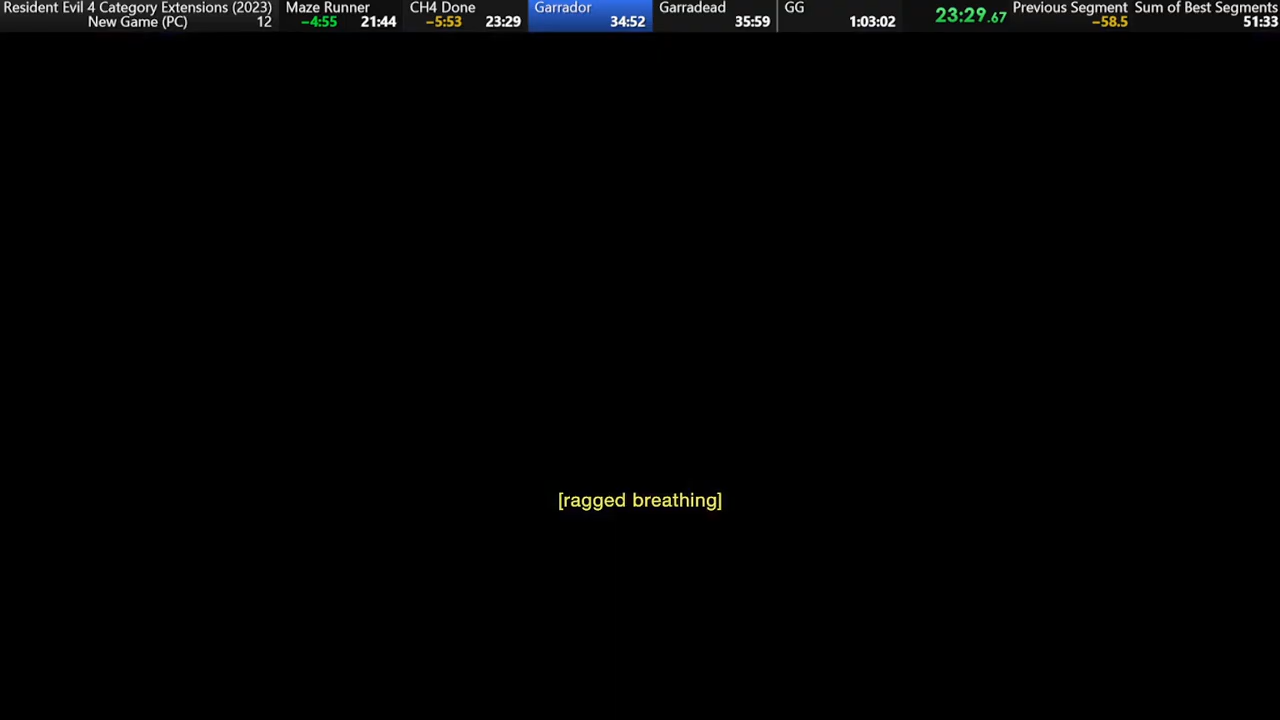 Resident Evil 4 Category Extensions (2023)
New Game (PC) 12
Maze Runner
−4:55 21:44
CH4 Done
−5:53 23:29
Garrador
34:52
Garradead
35:59
GG
1:03:02
23:29.67
Previous Segment
−58.5
Sum of Best Segments
51:33
[ragged breathing]